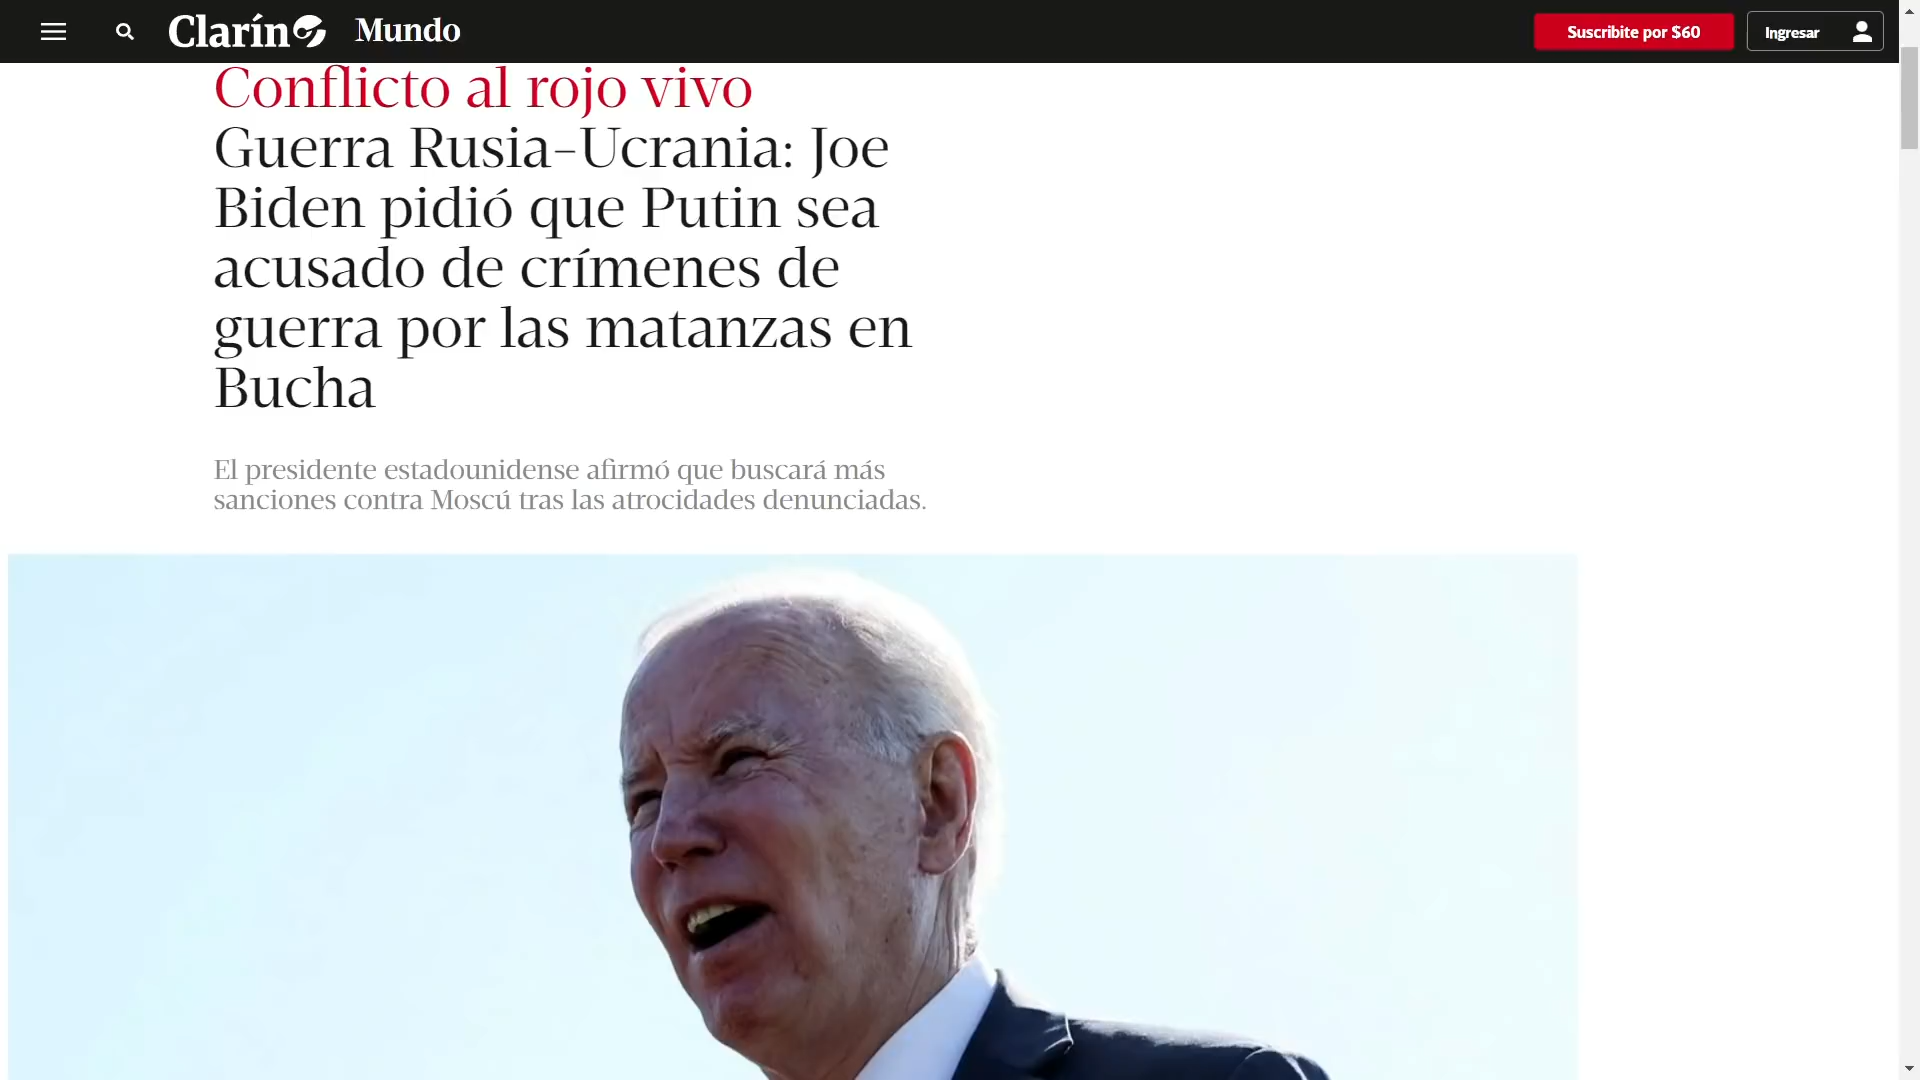 Clarín Mundo Suscribite por $60 Ingresar
Conflicto al rojo vivo
Guerra Rusia-Ucrania: Joe
Biden pidió que Putin sea
acusado de crímenes de
guerra por las matanzas en
Bucha
El presidente estadounidense afirmó que buscará más
sanciones contra Moscú tras las atrocidades denunciadas.